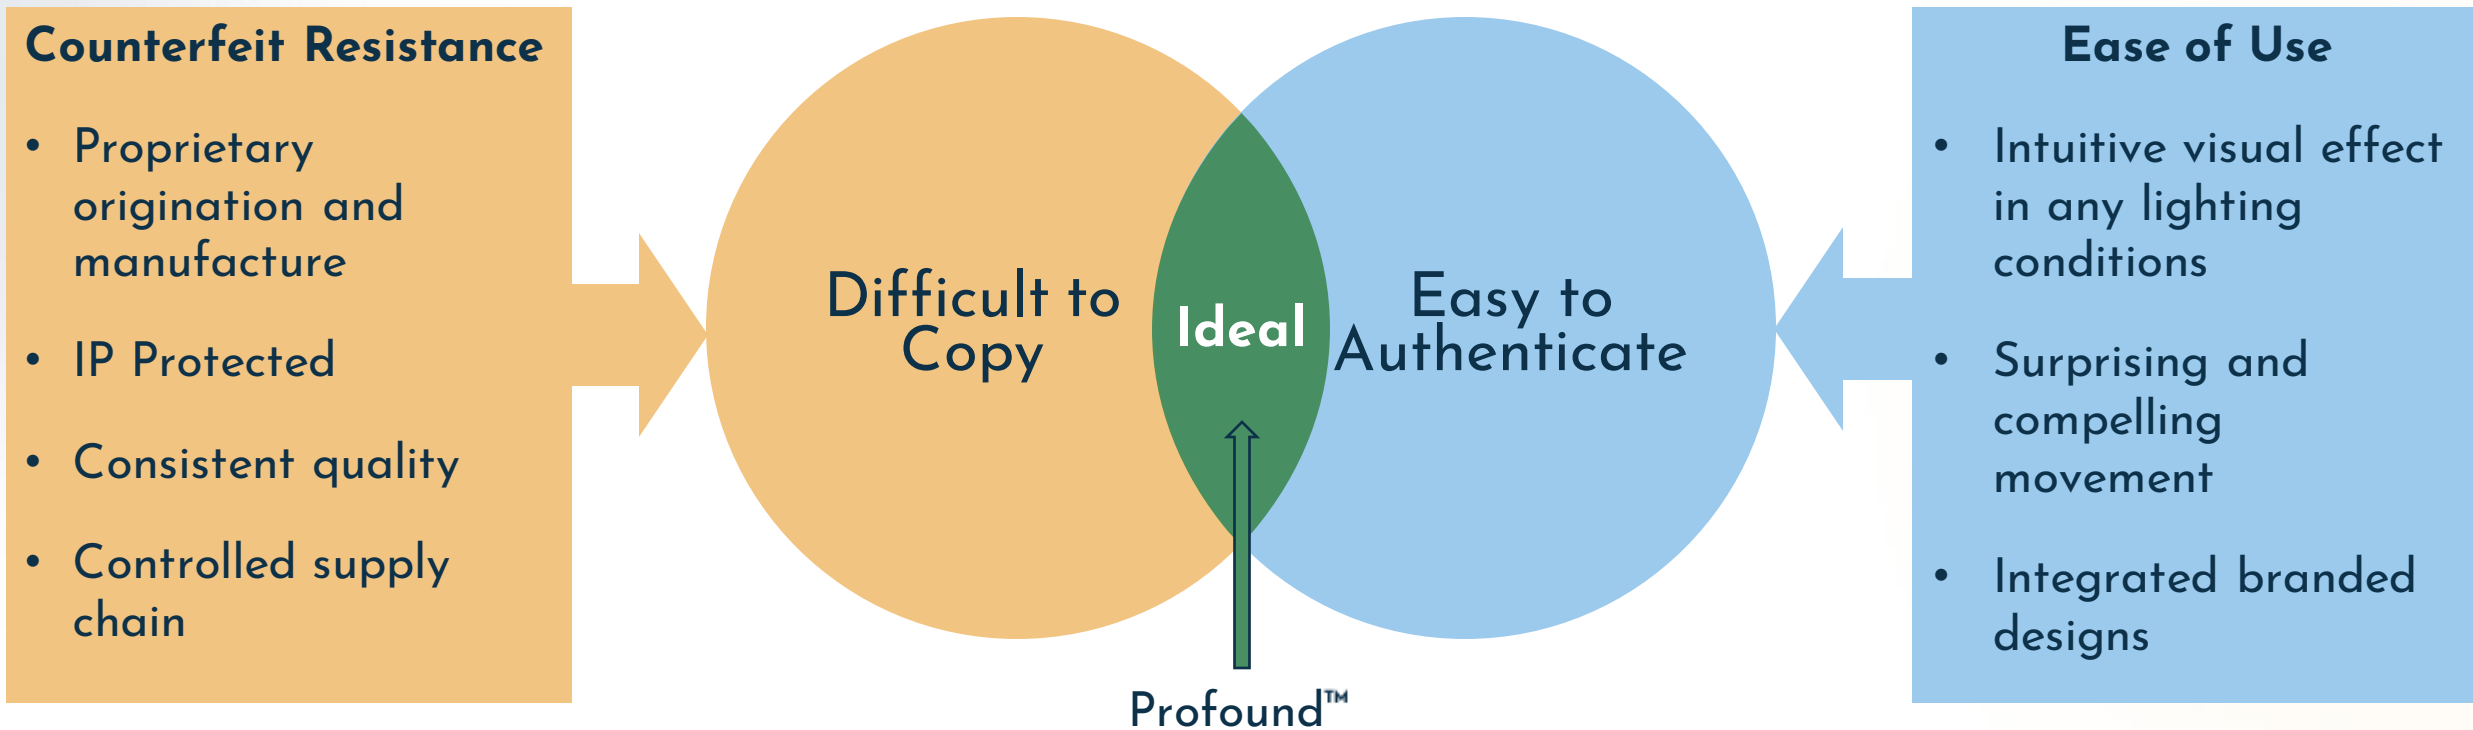 Counterfeit Resistance
• Proprietary
origination and
manufacture
• IP Protected
• Consistent quality
• Controlled supply
chain
Difficult to
Copy
Ideal
Easy to
Authenticate
Profound™
Ease of Use
• Intuitive visual effect
in any lighting
conditions
• Surprising and
compelling
movement
• Integrated branded
designs